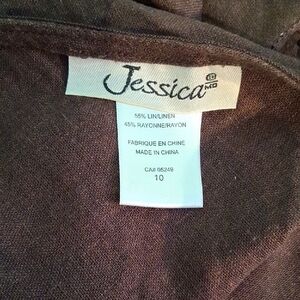 Jessica
MD
55% LIN/LINEN
45% RAYONNE/RAYON
FABRIQUE EN CHINE
MADE IN CHINA
CA# 05249
10